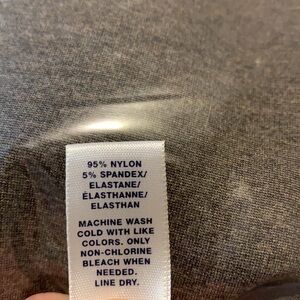 95% NYLON
5% SPANDEX/
ELASTANE/
ÉLASTHANNE/
ELASTHAN
MACHINE WASH
COLD WITH LIKE
COLORS. ONLY
NON-CHLORINE
BLEACH WHEN
NEEDED.
LINE DRY.